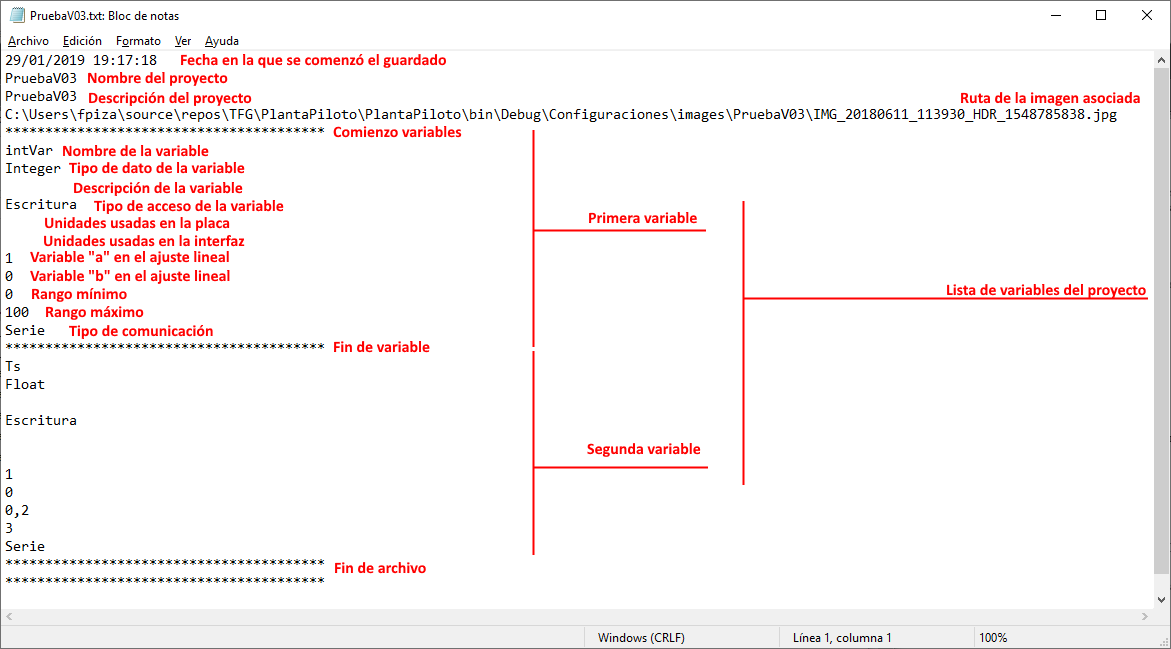 PruebaV03.txt: Bloc de notas
Archivo Edición Formato Ver Ayuda
29/01/2019 19:17:18 Fecha en la que se comenzó el guardado
PruebaV03 Nombre del proyecto
PruebaV03 Descripción del proyecto Ruta de la imagen asociada
C:\Users\fpiza\source\repos\TFG\PlantaPiloto\PlantaPiloto\bin\Debug\Configuraciones\images\PruebaV03\IMG_20180611_113930_HDR_1548785838.jpg
**************************************** Comienzo variables
intVar Nombre de la variable
Integer Tipo de dato de la variable
Descripción de la variable
Escritura Tipo de acceso de la variable
Primera variable
Unidades usadas en la placa
Unidades usadas en la interfaz
1 Variable "a" en el ajuste lineal
0 Variable "b" en el ajuste lineal
Lista de variables del proyecto
0 Rango mínimo
100 Rango máximo
Serie Tipo de comunicación
**************************************** Fin de variable
Ts
Float
Escritura
Segunda variable
1
0
0,2
3
Serie
**************************************** Fin de archivo
****************************************
Windows (CRLF) Línea 1, columna 1 100%